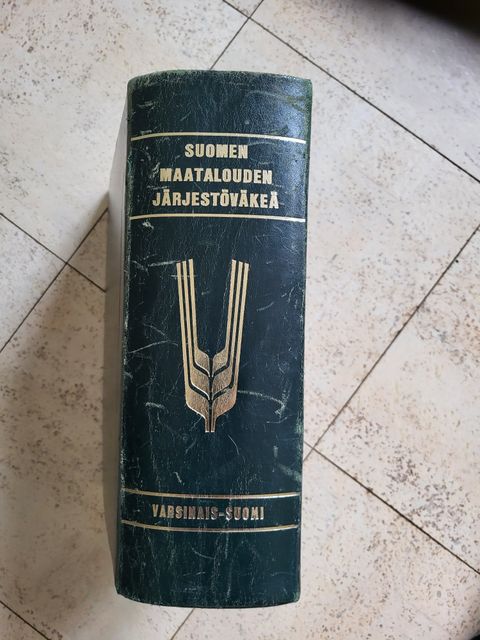 SUOMEN
MAATALOUDEN
JÄRJESTÖVÄKEÄ
VARSINAIS-SUOMI